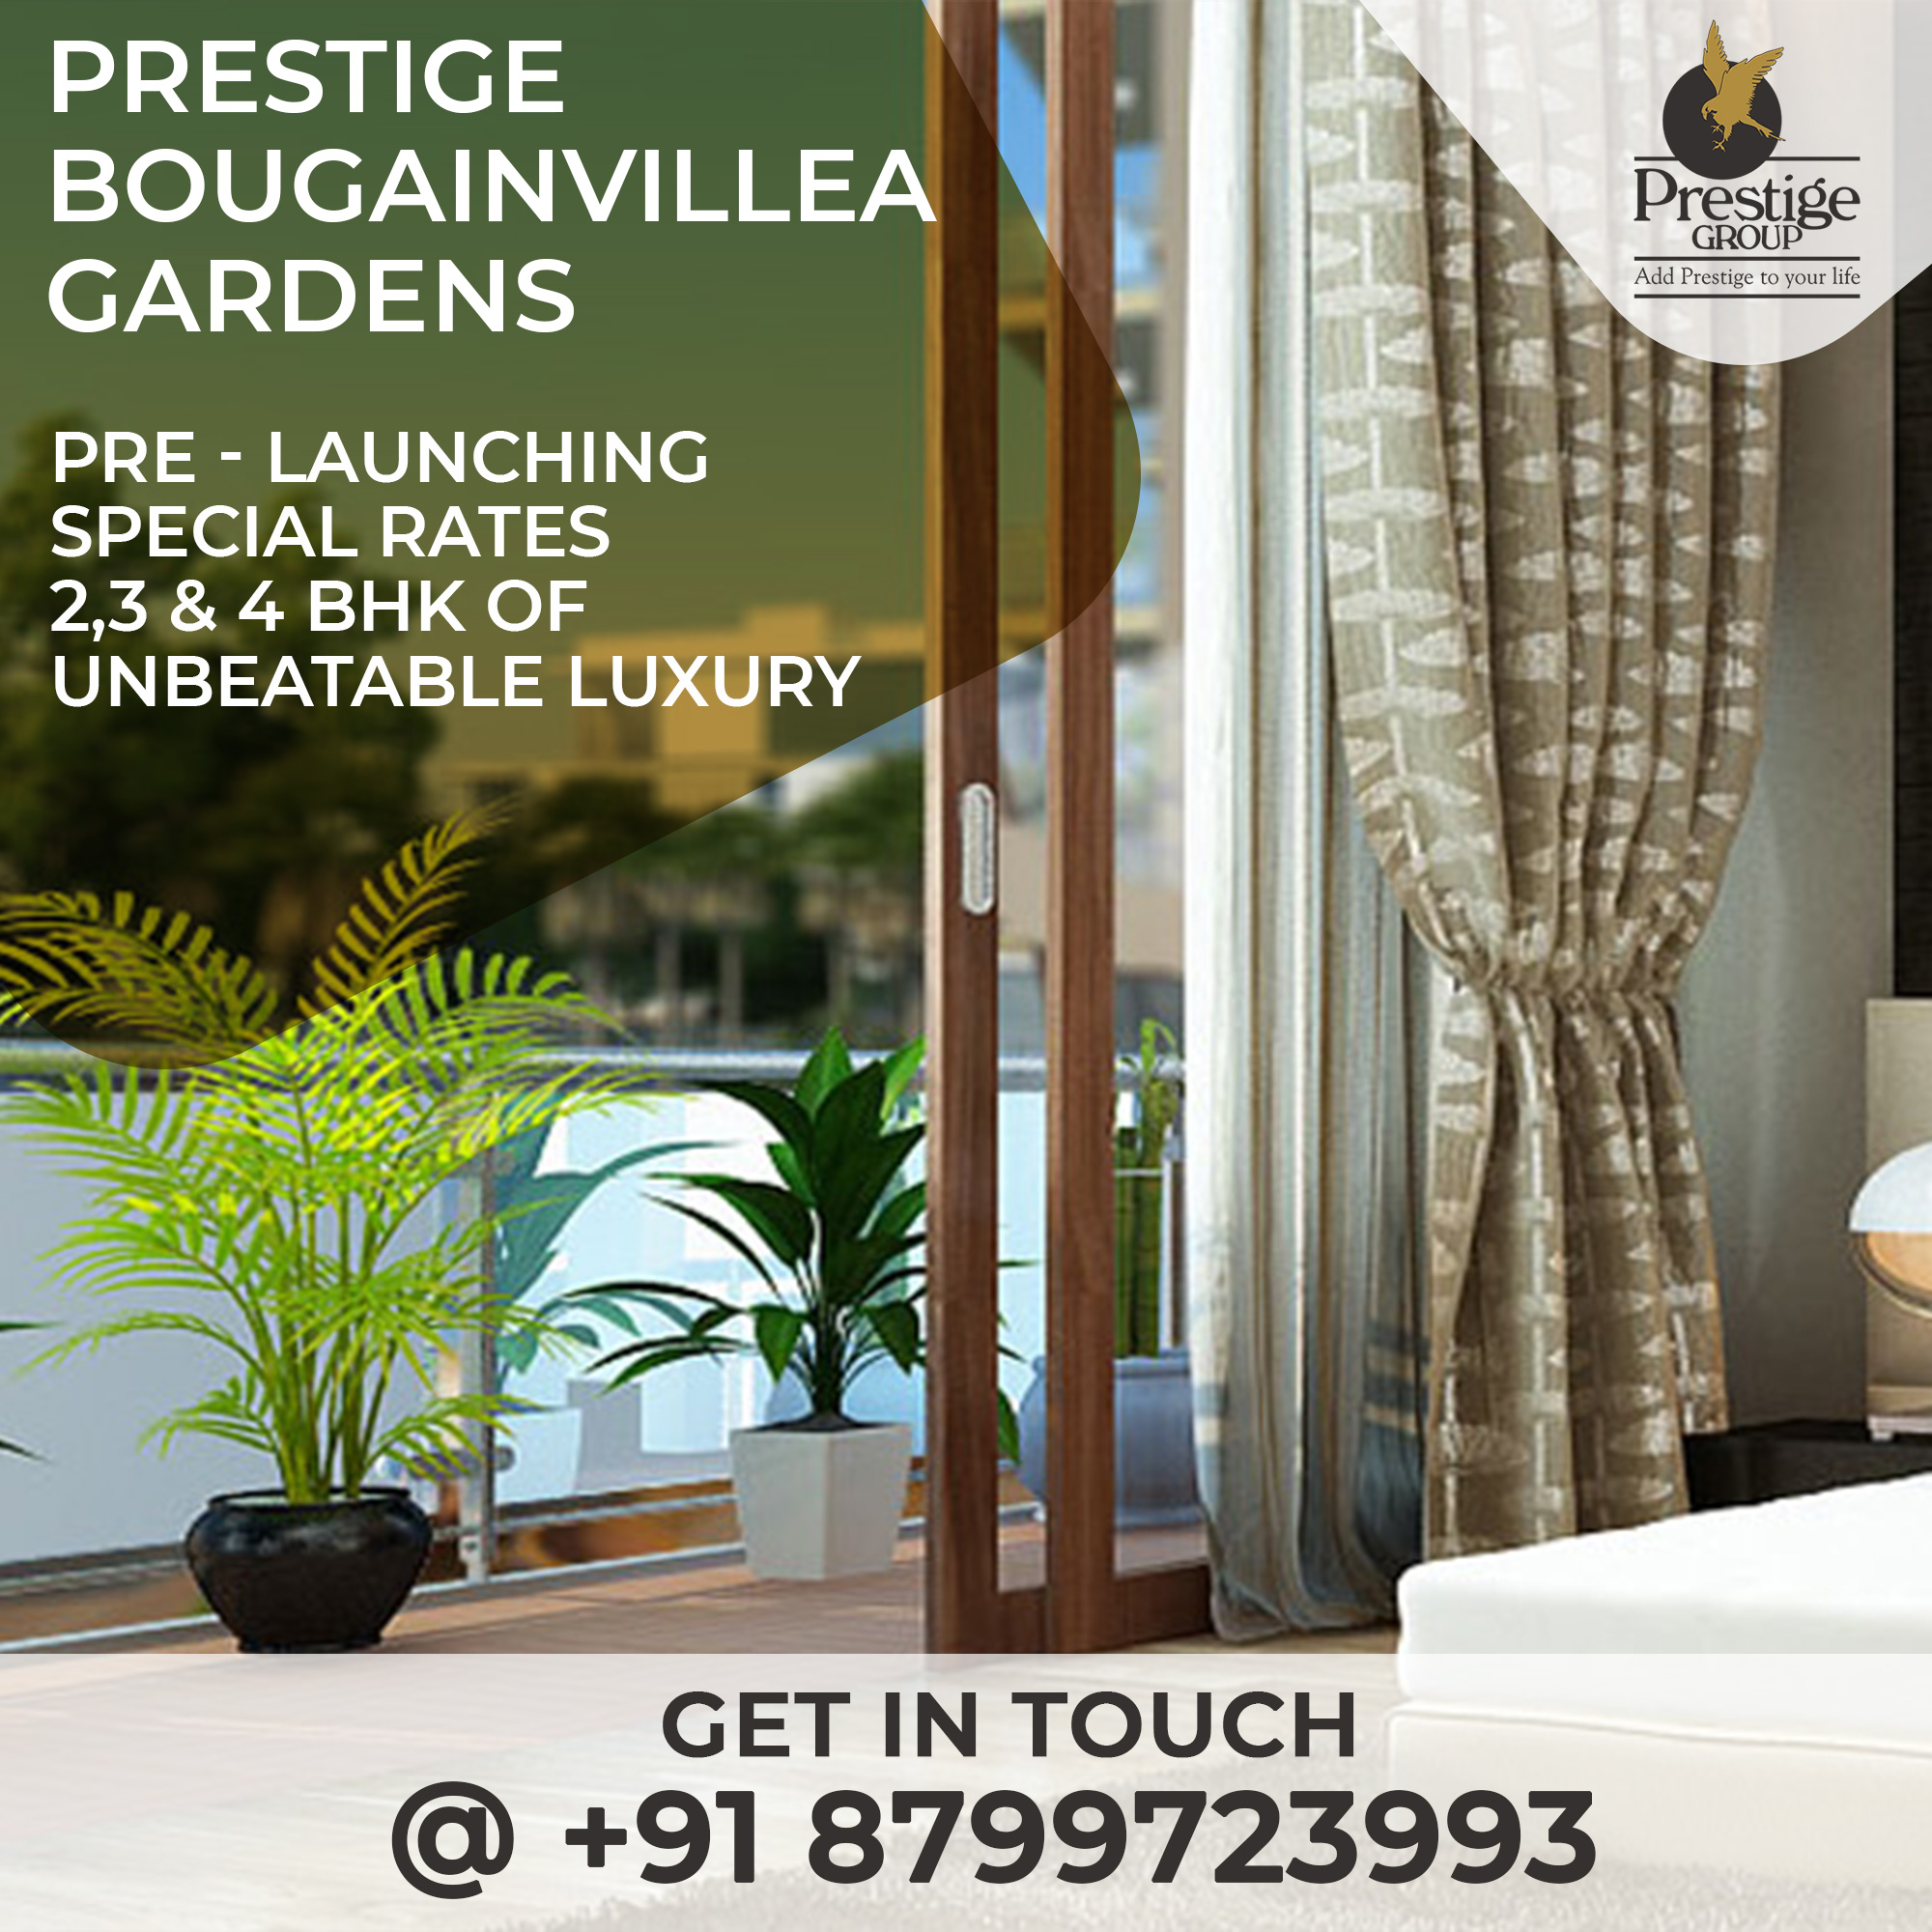 PRESTIGE
BOUGAINVILLEA
GARDENS
Prestige
GROUP
Add Prestige to your life
PRE - LAUNCHING
SPECIAL RATES
2,3 & 4 BHK OF
UNBEATABLE LUXURY
GET IN TOUCH
@ +91 8799723993